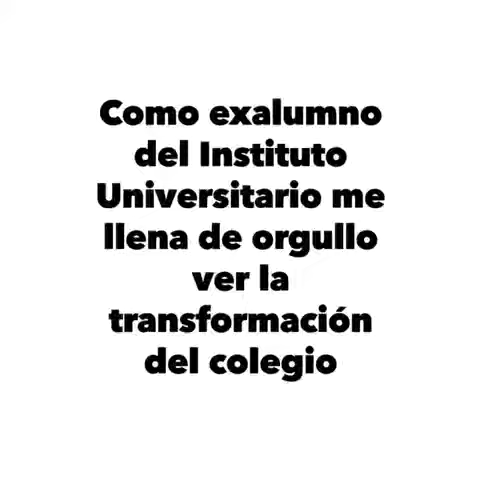 Como exalumno
del Instituto
Universitario me
llena de orgullo
ver la
transformación
del colegio